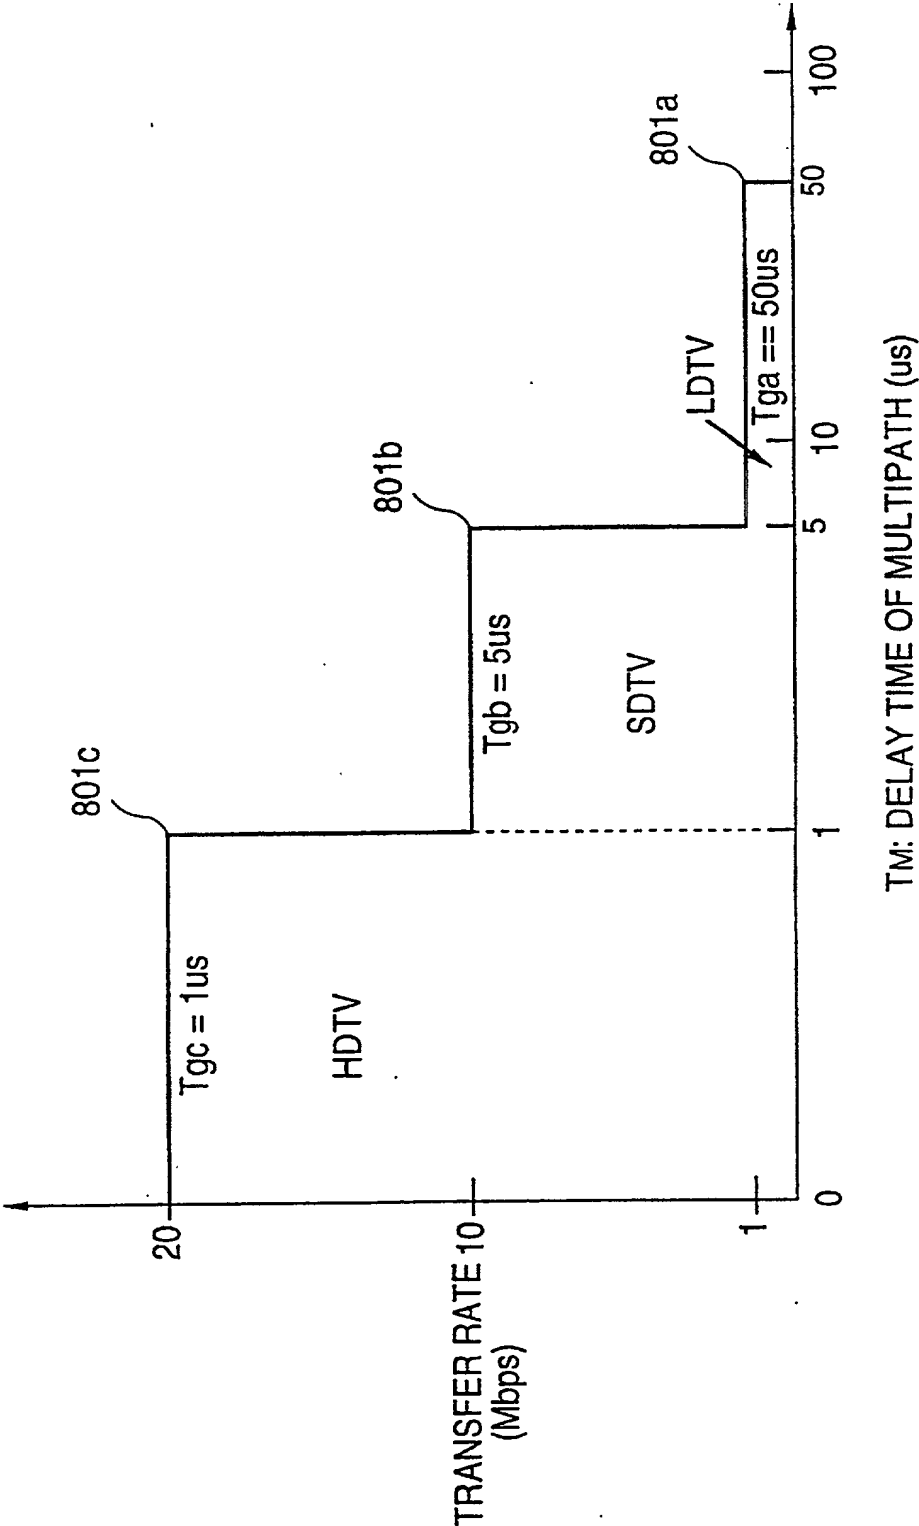 801c
20
Tgc = 1us
HDTV
801b
TRANSFER RATE 10
(Mbps)
Tgb = 5us
SDTV
801a
LDTV
Tga == 50us
1
0
1
5
10
50
100
TM: DELAY TIME OF MULTIPATH (us)